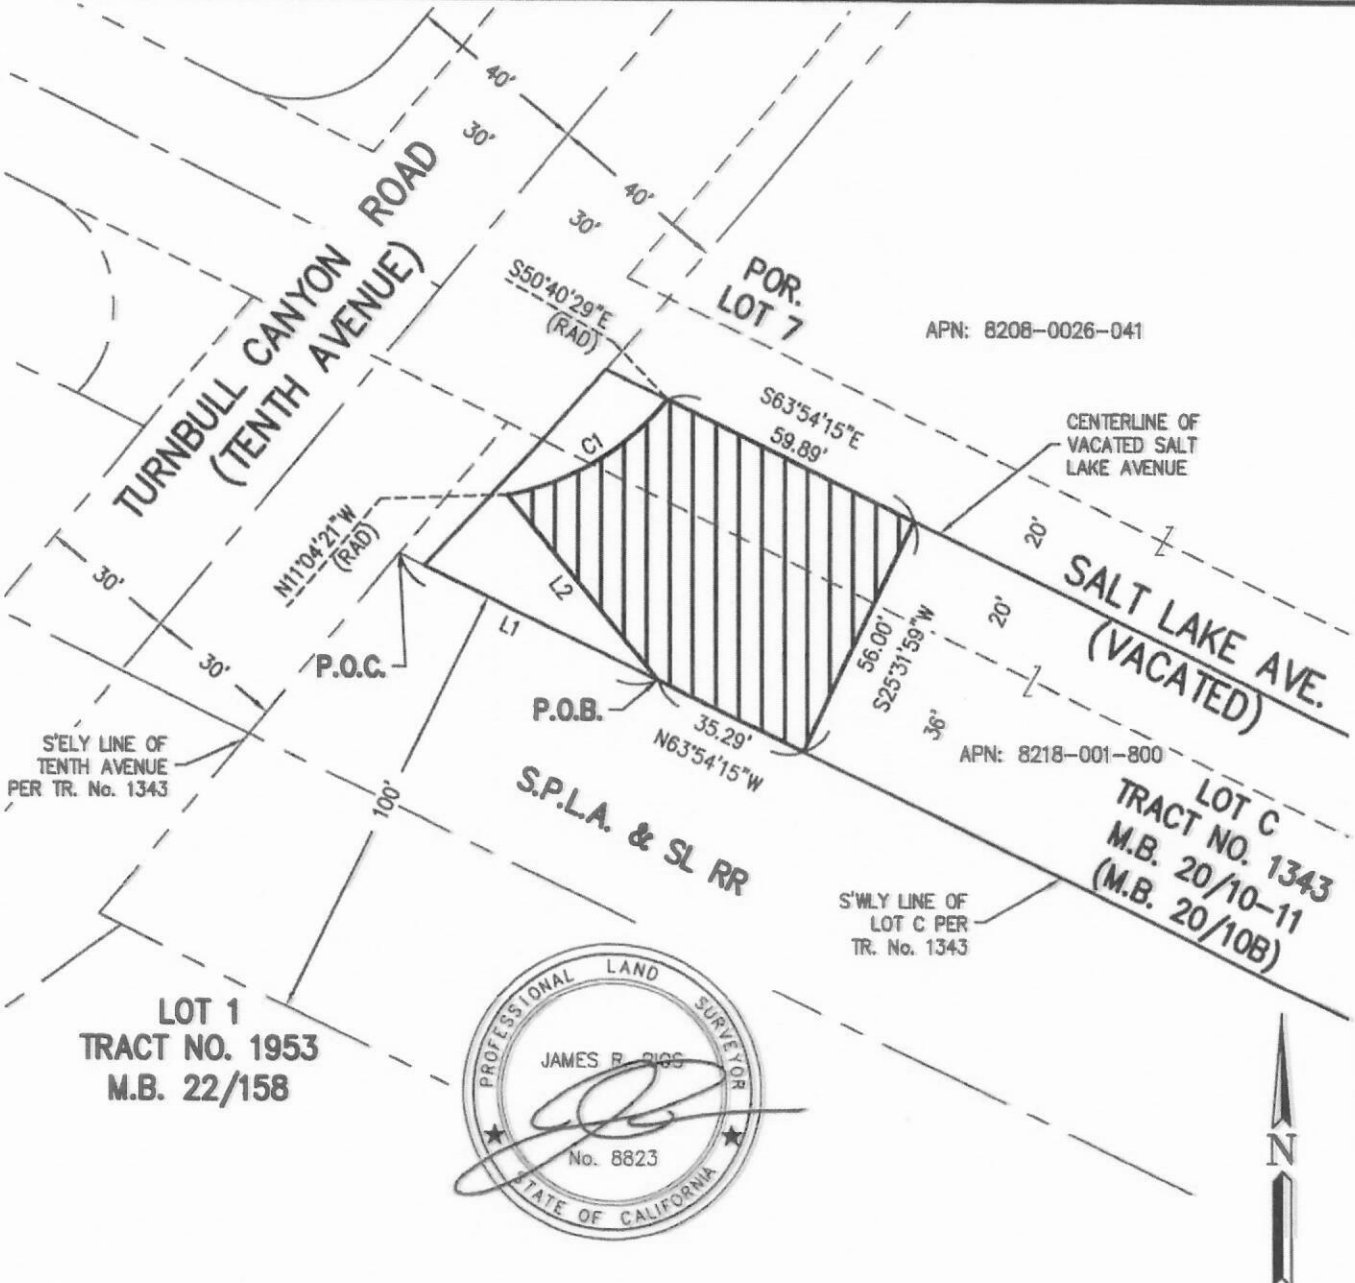 40'
30'
40'
30'
TURNBULL CANYON ROAD
(TENTH AVENUE)
S50°40'29"E
(RAD)
POR.
LOT 7
APN: 8208-0026-041
S63°54'15"E
59.89'
CENTERLINE OF
VACATED SALT
LAKE AVENUE
C1
N11°04'21"W
(RAD)
20'
SALT LAKE AVE.
(VACATED)
20'
30'
30'
L2
L1
P.O.C.
P.O.B.
56.00'
S25°31'59"W
36'
35.29'
N63°54'15"W
APN: 8218-001-800
S'ELY LINE OF
TENTH AVENUE
PER TR. No. 1343
100'
S.P.L.A. & SL RR
LOT C
TRACT NO. 1343
M.B. 20/10-11
(M.B. 20/10B)
S'WLY LINE OF
LOT C PER
TR. No. 1343
LOT 1
TRACT NO. 1953
M.B. 22/158
PROFESSIONAL LAND SURVEYOR
JAMES R.
No. 8823
STATE OF CALIFORNIA
N